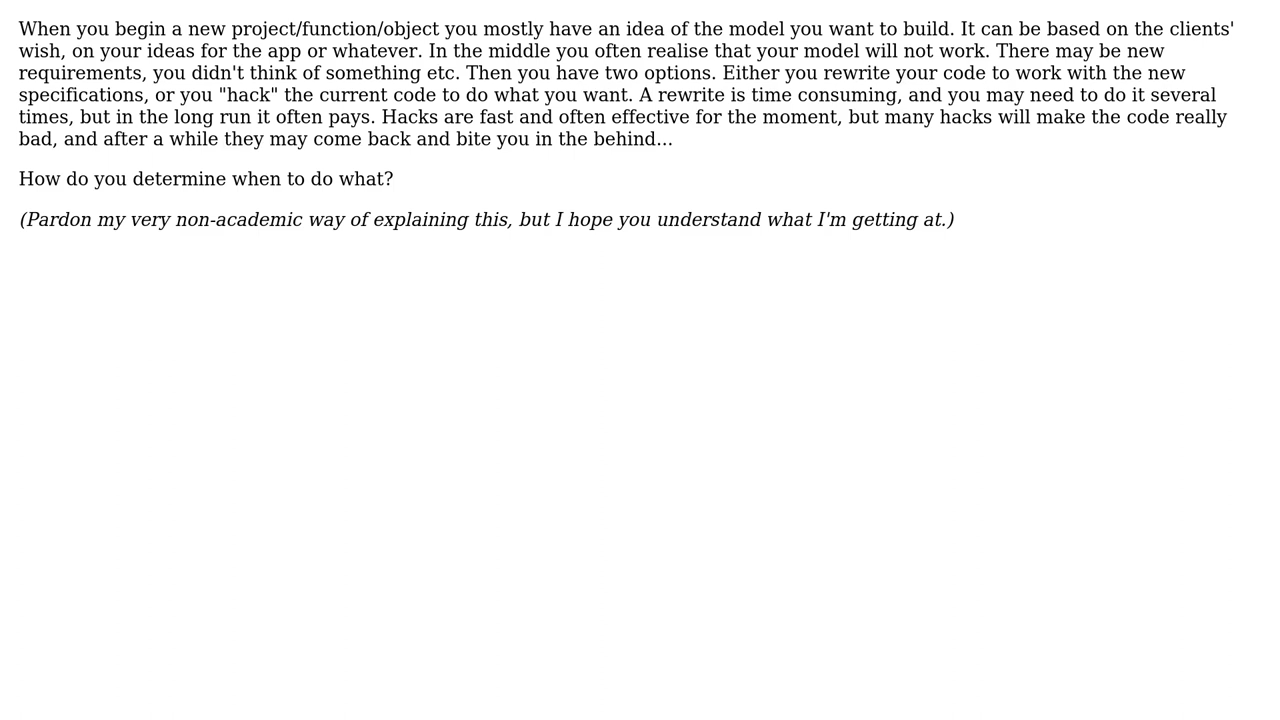 When you begin a new project/function/object you mostly have an idea of the model you want to build. It can be based on the clients'
wish, on your ideas for the app or whatever. In the middle you often realise that your model will not work. There may be new
requirements, you didn't think of something etc. Then you have two options. Either you rewrite your code to work with the new
specifications, or you "hack" the current code to do what you want. A rewrite is time consuming, and you may need to do it several
times, but in the long run it often pays. Hacks are fast and often effective for the moment, but many hacks will make the code really
bad, and after a while they may come back and bite you in the behind...
How do you determine when to do what?
(Pardon my very non-academic way of explaining this, but I hope you understand what I'm getting at.)